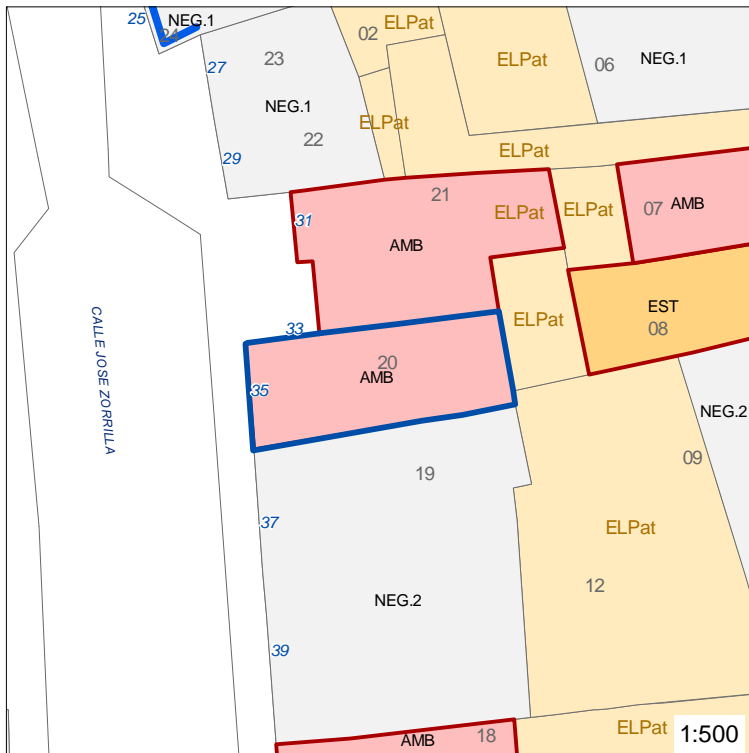 25
NEG.1
24
02
ELPat
27
23
ELPat
06
NEG.1
NEG.1
ELPat
22
29
ELPat
21
31
ELPat
ELPat
07
AMB
AMB
EST
08
33
ELPat
20
35
AMB
CALLE JOSE ZORRILLA
NEG.2
09
19
37
ELPat
12
NEG.2
39
AMB
18
ELPat
1:500